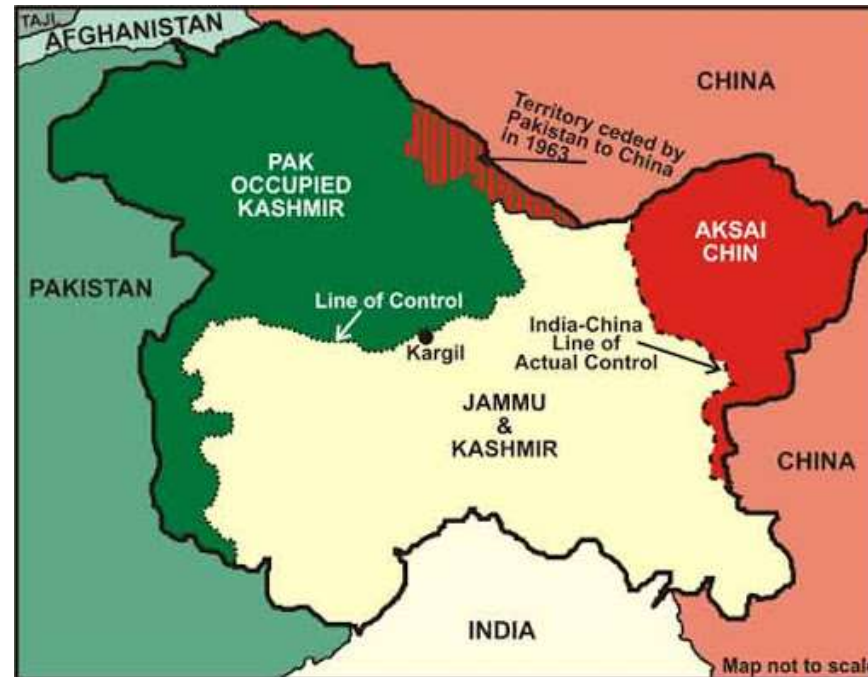 TAJI.
AFGHANISTAN
CHINA
Territory ceded by
Pakistan to China
in 1963
PAK
OCCUPIED
KASHMIR
AKSAI
CHIN
PAKISTAN
Line of Control
India-China
Line of
Actual Control
Kargil
JAMMU
&
KASHMIR
CHINA
INDIA
Map not to scale